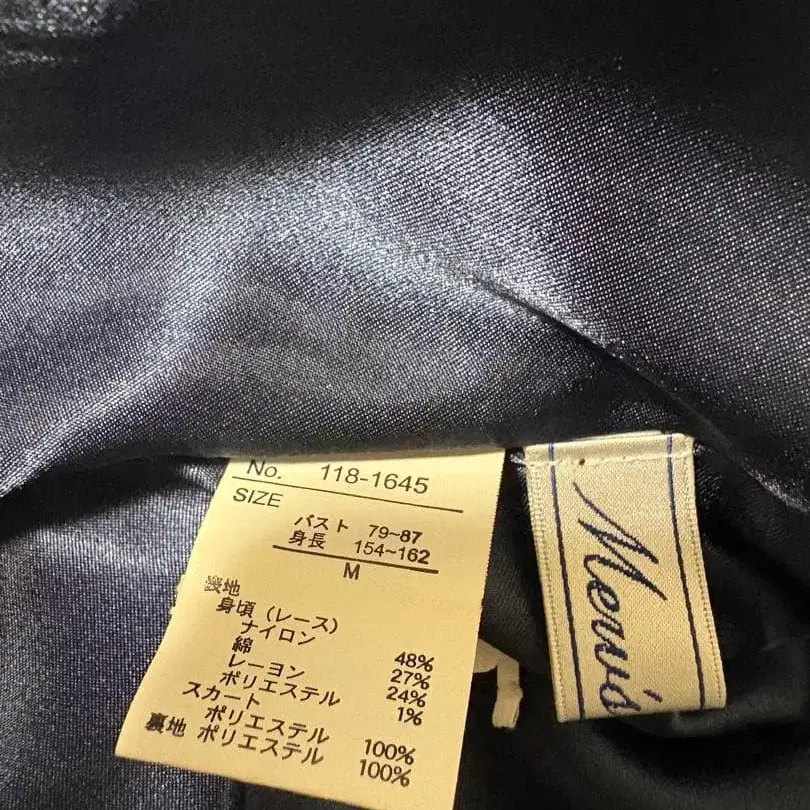 No. 118-1645
SIZE
バスト 79~87
身長 154~162
M
表地
身頃 (レース)
ナイロン 48%
綿 27%
レーヨン 24%
ポリエステル 1%
スカート
ポリエステル 100%
裏地 ポリエステル 100%